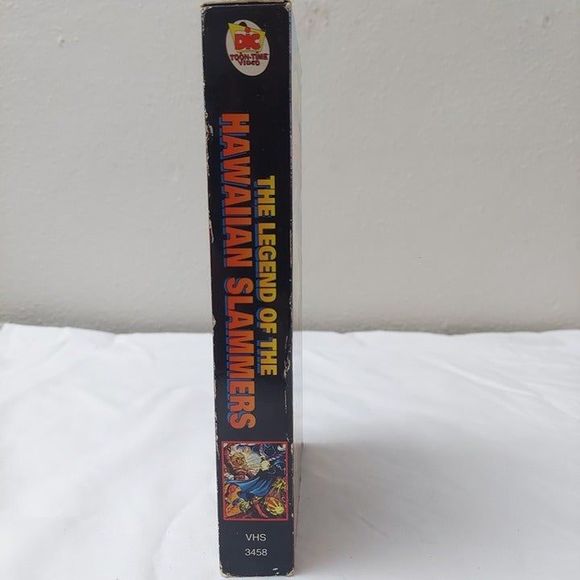 DIC
TOON-TIME
VIDEO
THE LEGEND OF THE
HAWAIIAN SLAMMERS
VHS
3458